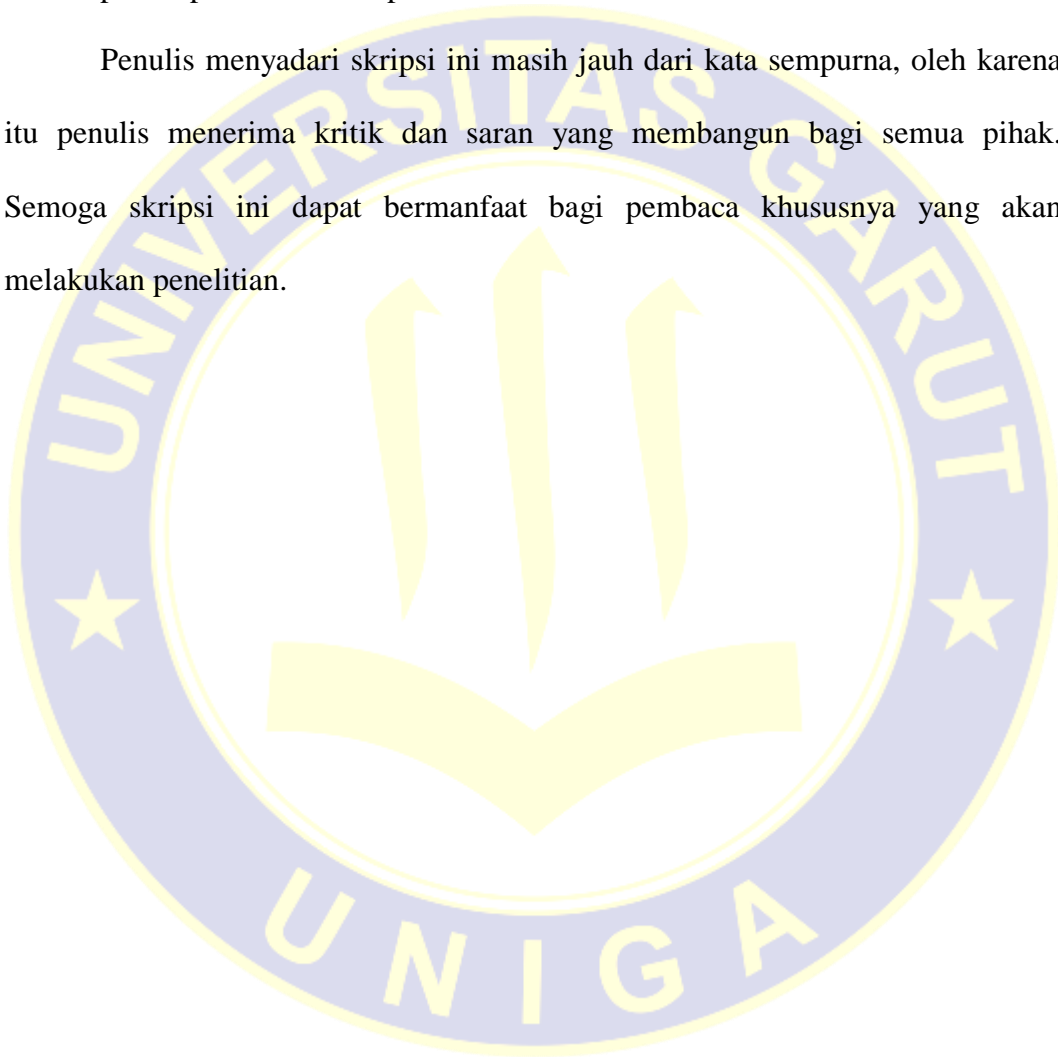 Penulis menyadari skripsi ini masih jauh dari kata sempurna, oleh karena
itu penulis menerima kritik dan saran yang membangun bagi semua pihak.
Semoga skripsi ini dapat bermanfaat bagi pembaca khususnya yang akan
melakukan penelitian.
UNIVERSITAS GARUT
UNIGA